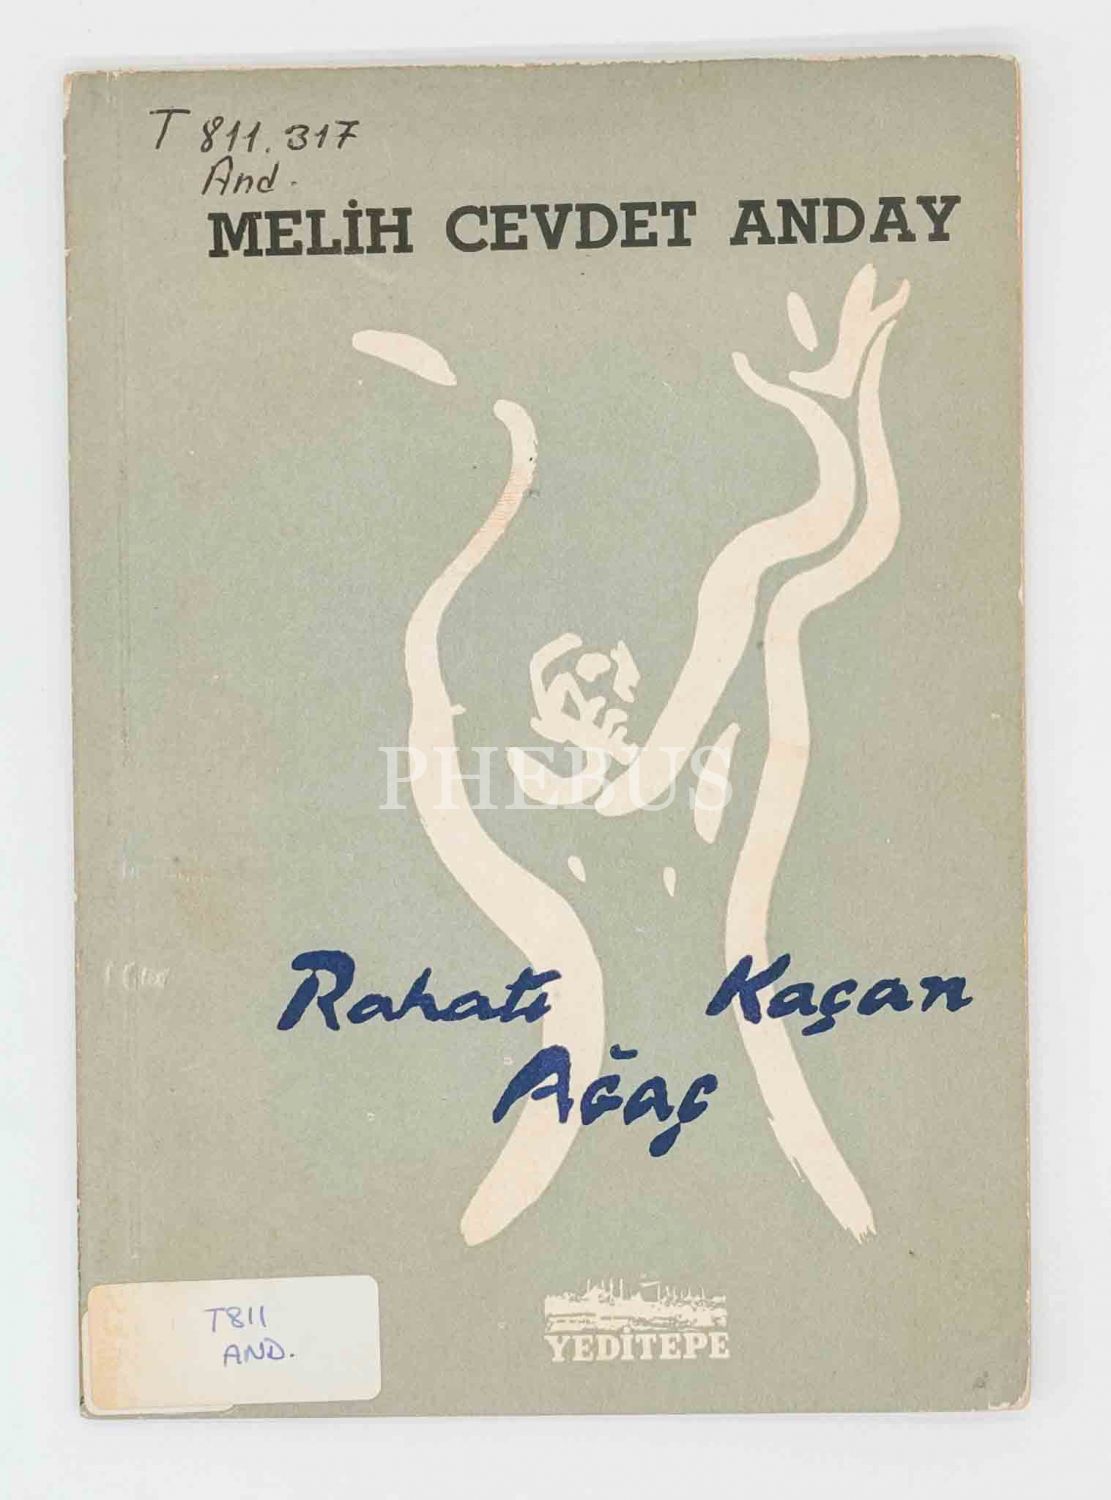 T 811.317
And.
MELİH CEVDET ANDAY
PHEBUS
Rahatı Kaçan
Ağaç
YEDİTEPE
T811
AND.